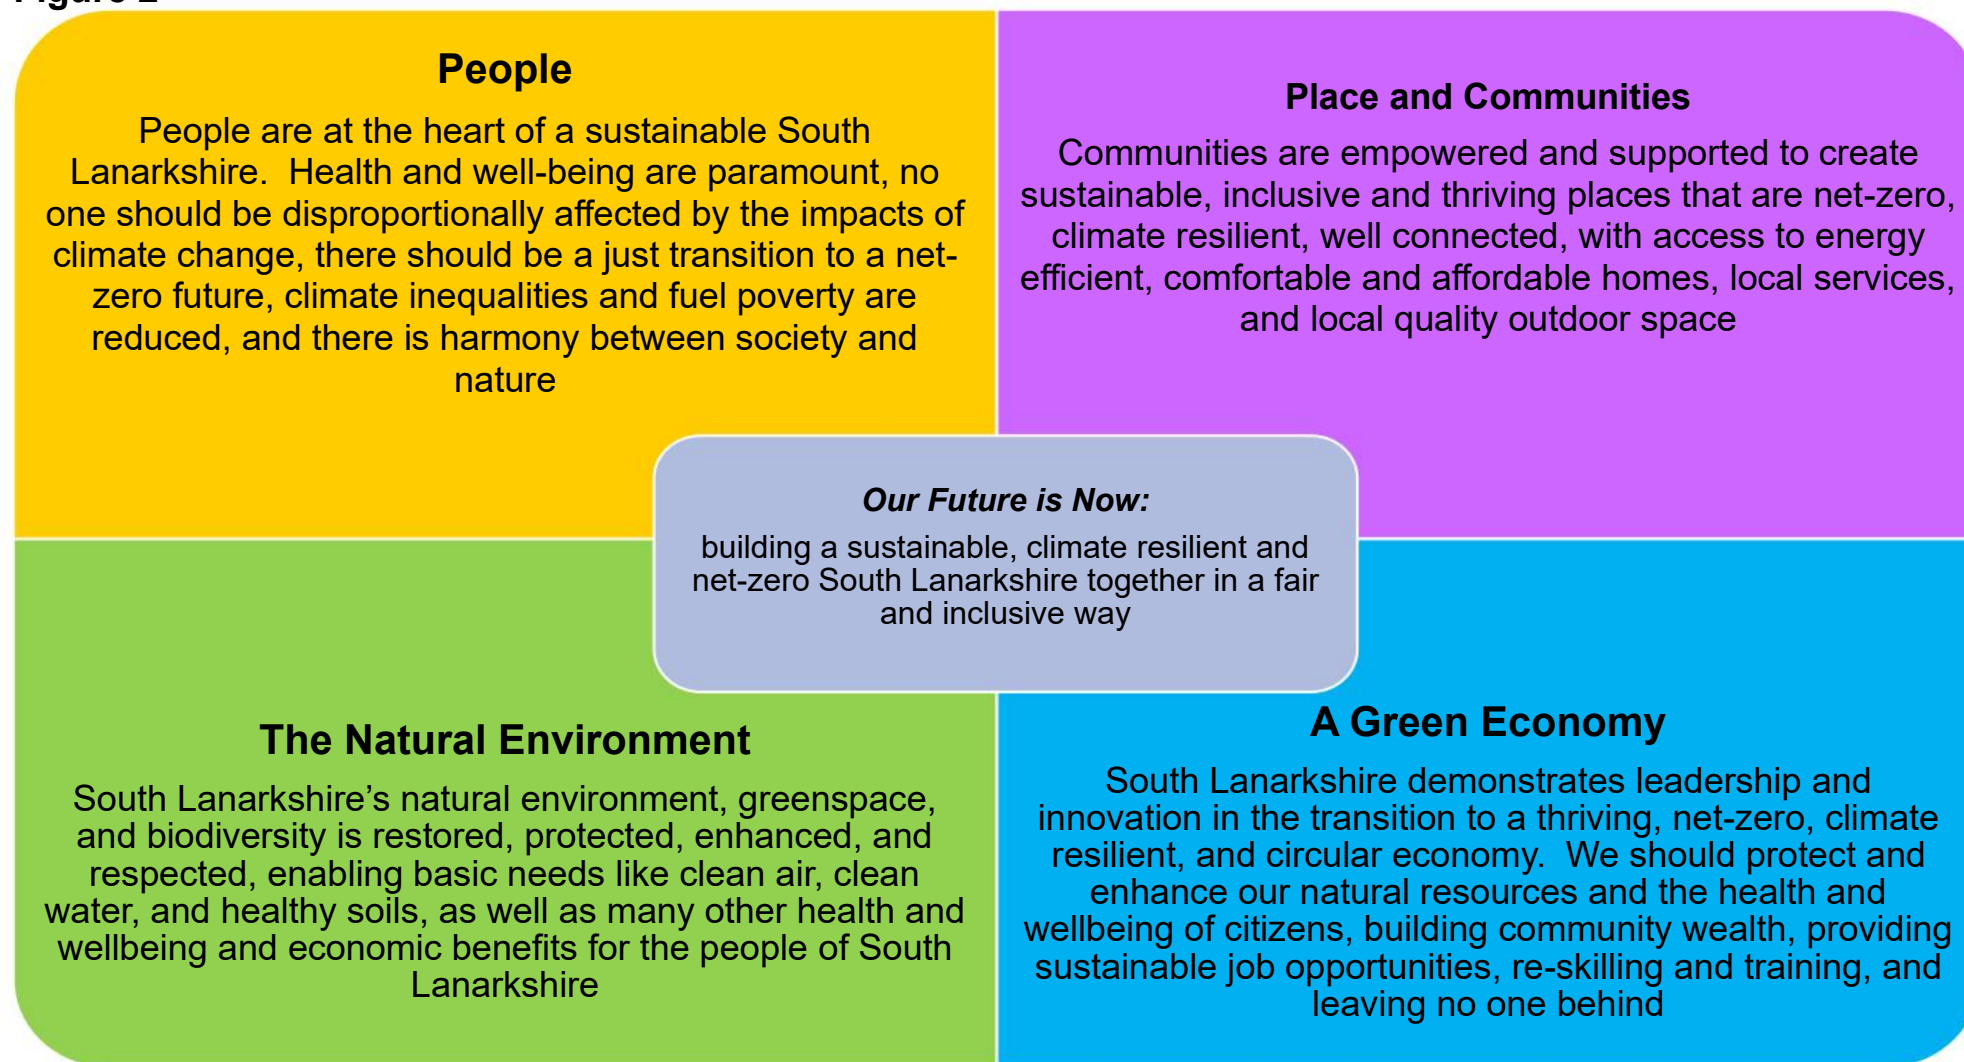 Figure 2
People
People are at the heart of a sustainable South
Lanarkshire.  Health and well-being are paramount, no
one should be disproportionally affected by the impacts of
climate change, there should be a just transition to a net-
zero future, climate inequalities and fuel poverty are
reduced, and there is harmony between society and
nature
Place and Communities
Communities are empowered and supported to create
sustainable, inclusive and thriving places that are net-zero,
climate resilient, well connected, with access to energy
efficient, comfortable and affordable homes, local services,
and local quality outdoor space
Our Future is Now:
building a sustainable, climate resilient and
net-zero South Lanarkshire together in a fair
and inclusive way
The Natural Environment
South Lanarkshire’s natural environment, greenspace,
and biodiversity is restored, protected, enhanced, and
respected, enabling basic needs like clean air, clean
water, and healthy soils, as well as many other health and
wellbeing and economic benefits for the people of South
Lanarkshire
A Green Economy
South Lanarkshire demonstrates leadership and
innovation in the transition to a thriving, net-zero, climate
resilient, and circular economy.  We should protect and
enhance our natural resources and the health and
wellbeing of citizens, building community wealth, providing
sustainable job opportunities, re-skilling and training, and
leaving no one behind